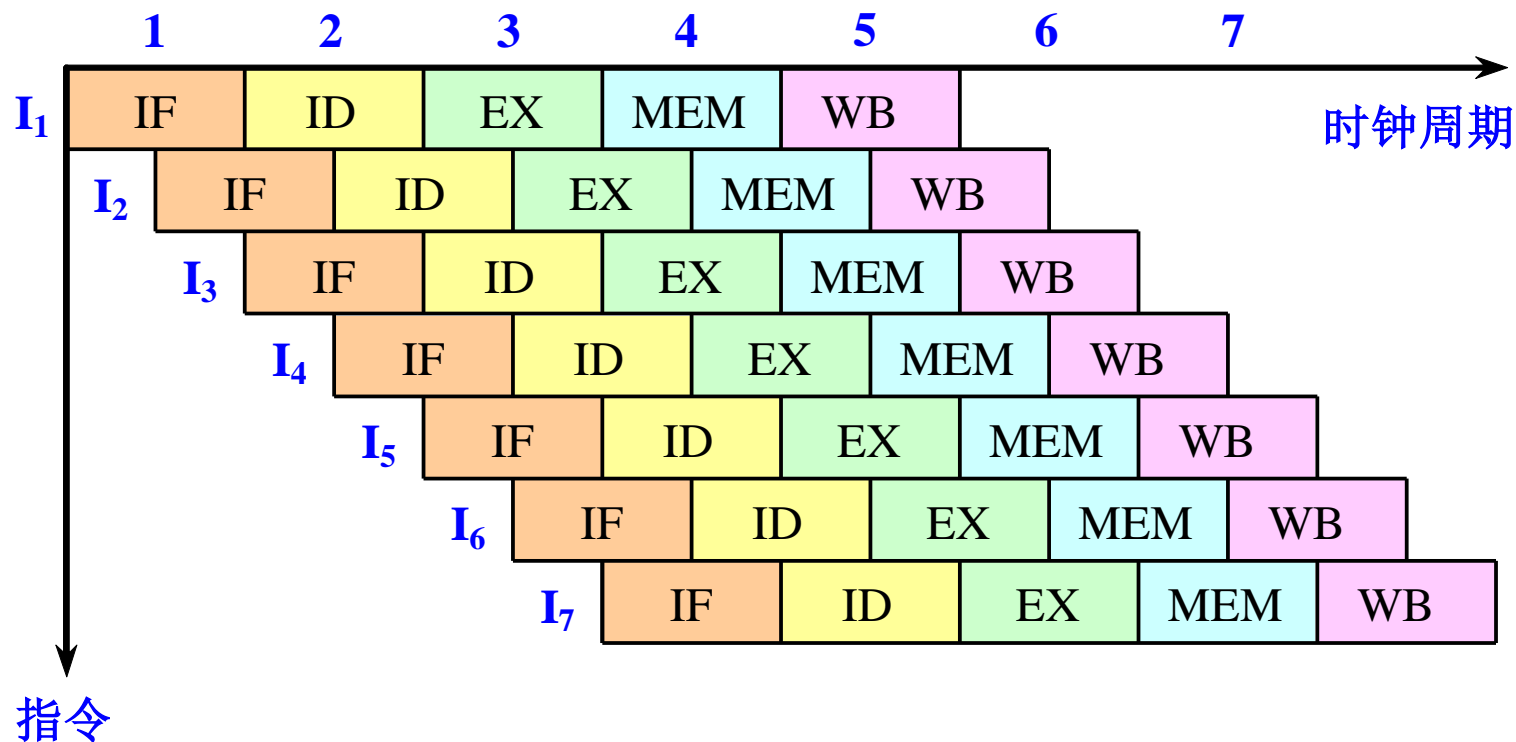 1 2 3 4 5 6 7
时钟周期
I₁ IF ID EX MEM WB
I₂ IF ID EX MEM WB
I₃ IF ID EX MEM WB
I₄ IF ID EX MEM WB
I₅ IF ID EX MEM WB
I₆ IF ID EX MEM WB
I₇ IF ID EX MEM WB
指令